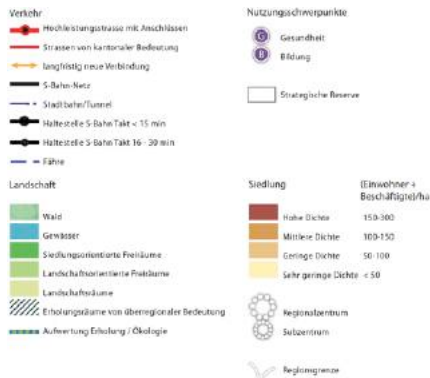 Verkehr
Hochleistungsstrasse mit Anschlüssen
Strassen von kantonaler Bedeutung
langfristig neue Verbindung
S-Bahn-Netz
Stadtbahn/Tunnel
Haltestelle S-Bahn Takt < 15 min
Haltestelle S-Bahn Takt 16 - 30 min
Fähre
Nutzungsschwerpunkte
G Gesundheit
B Bildung
Strategische Reserve
Landschaft
Wald
Gewässer
Siedlungsorientierte Freiräume
Landschaftsorientierte Freiräume
Landschaftsräume
Erholungsräume von überregionaler Bedeutung
Aufwertung Erholung / Ökologie
Siedlung (Einwohner +
Beschäftigte)/ha
Hohe Dichte 150-300
Mittlere Dichte 100-150
Geringe Dichte 50-100
Sehr geringe Dichte < 50
Regionalzentrum
Subzentrum
Regionsgrenze